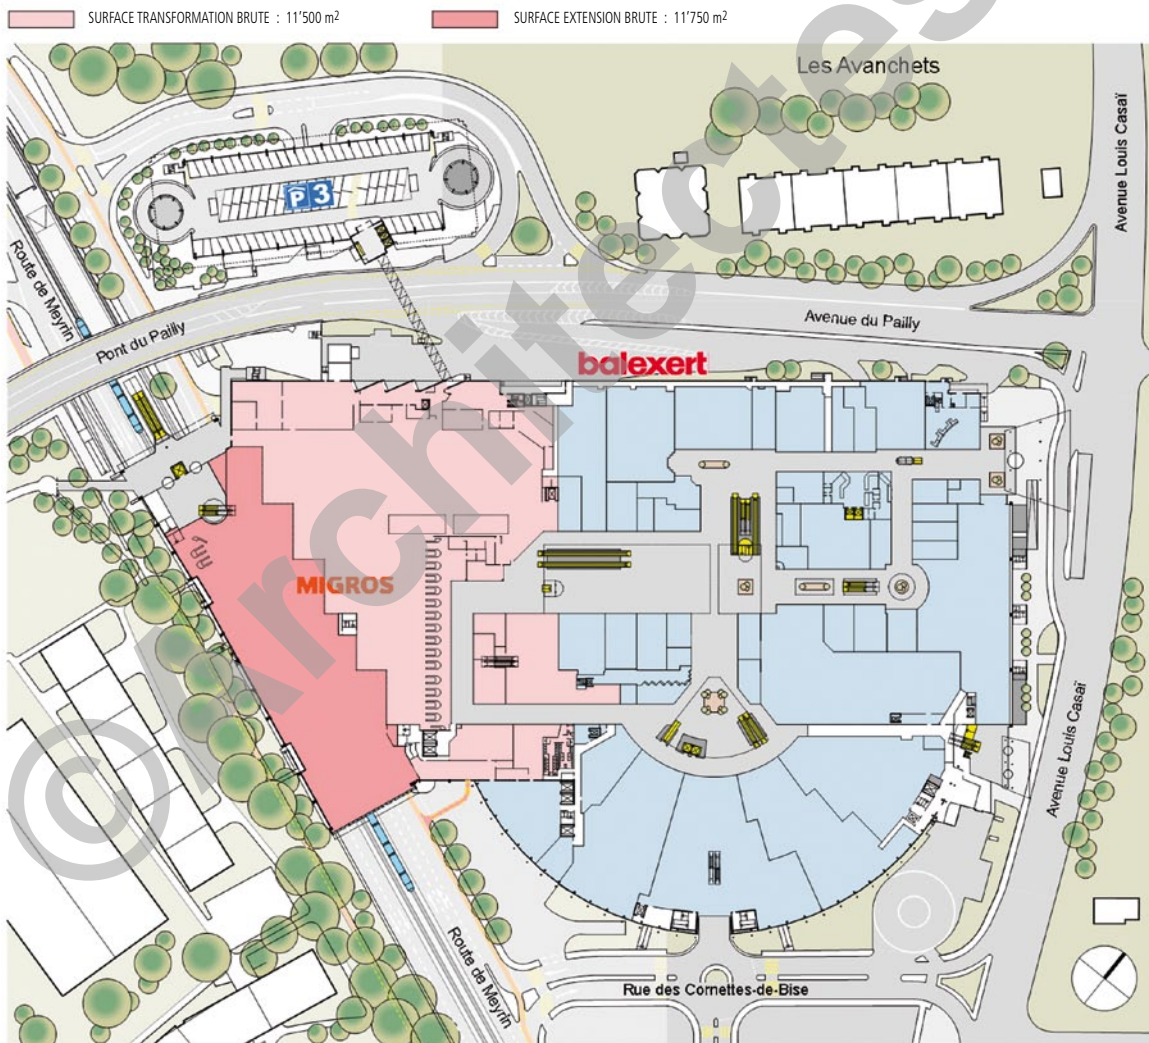 SURFACE TRANSFORMATION BRUTE : 11'500 m²
SURFACE EXTENSION BRUTE : 11'750 m²
Les Avanchets
Avenue Louis Casaï
P 3
Route de Meyrin
Pont du Pailly
Avenue du Pailly
balexert
MIGROS
Avenue Louis Casaï
Route de Meyrin
Rue des Cornettes-de-Bise
©Architectes